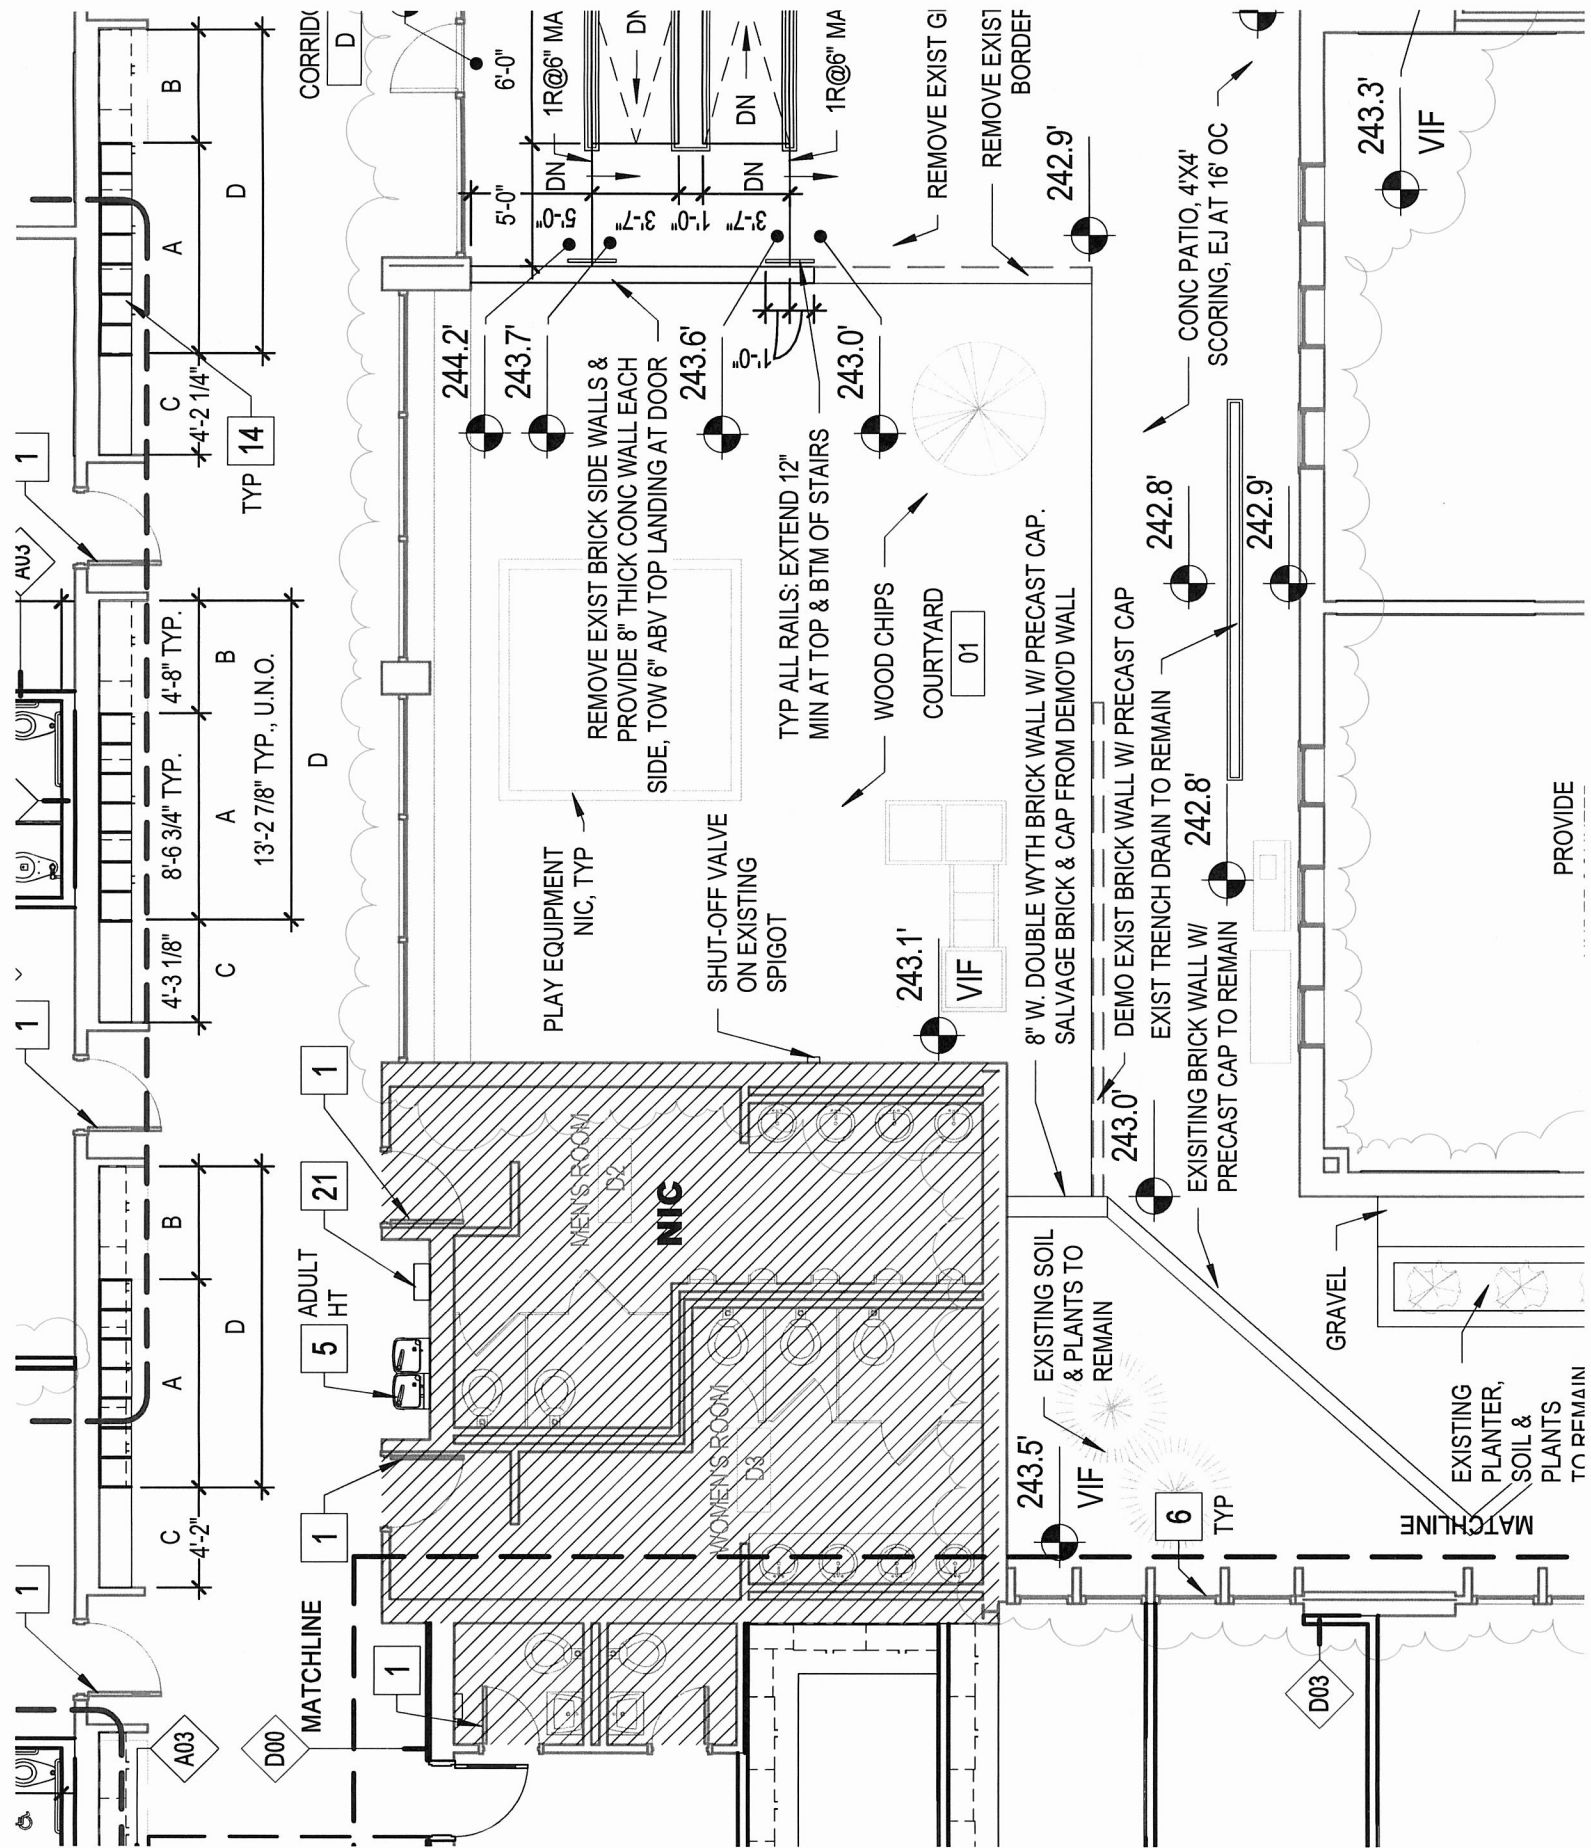 CORRIDO
D
1R@6" MA
DN
DN
1R@6" MA
6'-0"
5'-0"
DN
DN
5'-0"
3'-7"
1'-0"
3'-7"
REMOVE EXIST
REMOVE EXIST
BORDER
242.9'
CONC PATIO, 4'X4'
SCORING, EJ AT 16' OC
243.3'
VIF
B
A
D
C
4'-2 1/4"
TYP
14
1
244.2'
243.7'
243.6'
243.0'
1'-0"
REMOVE EXIST BRICK SIDE WALLS &
PROVIDE 8" THICK CONC WALL EACH
SIDE, TOW 6" ABV TOP LANDING AT DOOR
TYP ALL RAILS: EXTEND 12"
MIN AT TOP & BTM OF STAIRS
WOOD CHIPS
COURTYARD
01
242.8'
242.9'
A03
4'-8" TYP.
8'-6 3/4" TYP.
4'-3 1/8"
B
A
C
13'-2 7/8" TYP., U.N.O.
D
1
PLAY EQUIPMENT
NIC, TYP
SHUT-OFF VALVE
ON EXISTING
SPIGOT
243.1'
VIF
8" W. DOUBLE WYTH BRICK WALL W/ PRECAST CAP.
SALVAGE BRICK & CAP FROM DEMO'D WALL
DEMO EXIST BRICK WALL W/ PRECAST CAP
EXIST TRENCH DRAIN TO REMAIN
242.8'
243.0'
EXISITING BRICK WALL W/
PRECAST CAP TO REMAIN
PROVIDE
1
21
5
ADULT
HT
1
MEN'S ROOM
D2
NIC
WOMEN'S ROOM
D3
B
A
D
C
4'-2"
1
EXISTING SOIL
& PLANTS TO
REMAIN
243.5'
VIF
6
TYP
GRAVEL
EXISTING
PLANTER,
SOIL &
PLANTS
TO REMAIN
MATCHLINE
MATCHLINE
1
A03
D00
D03